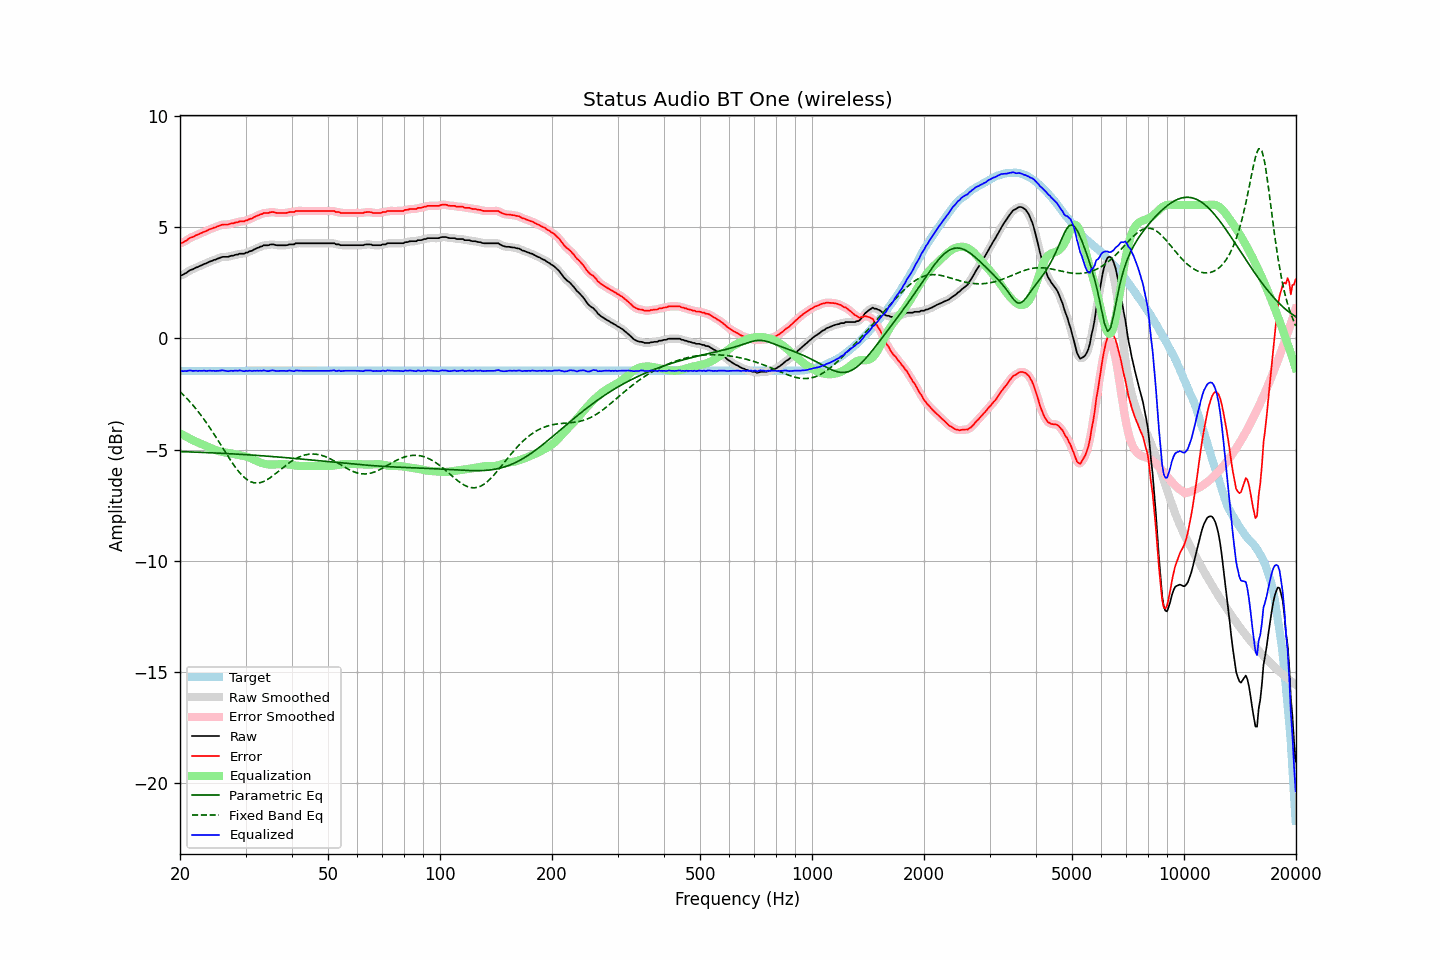 Status Audio BT One (wireless)
10
5
0
−5
−10
−15
−20
Amplitude (dBr)
Target
Raw Smoothed
Error Smoothed
Raw
Error
Equalization
Parametric Eq
Fixed Band Eq
Equalized
20 50 100 200 500 1000 2000 5000 10000 20000
Frequency (Hz)